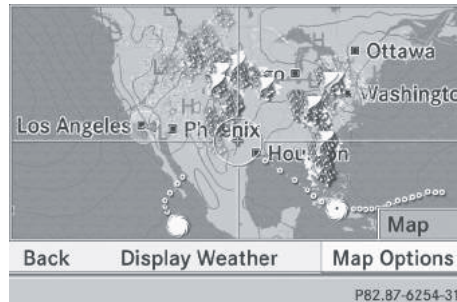 Ottawa
Washingto
Los Angeles
Phoenix
Houston
H
L
L
H
Map
Back Display Weather Map Options
P82.87-6254-31